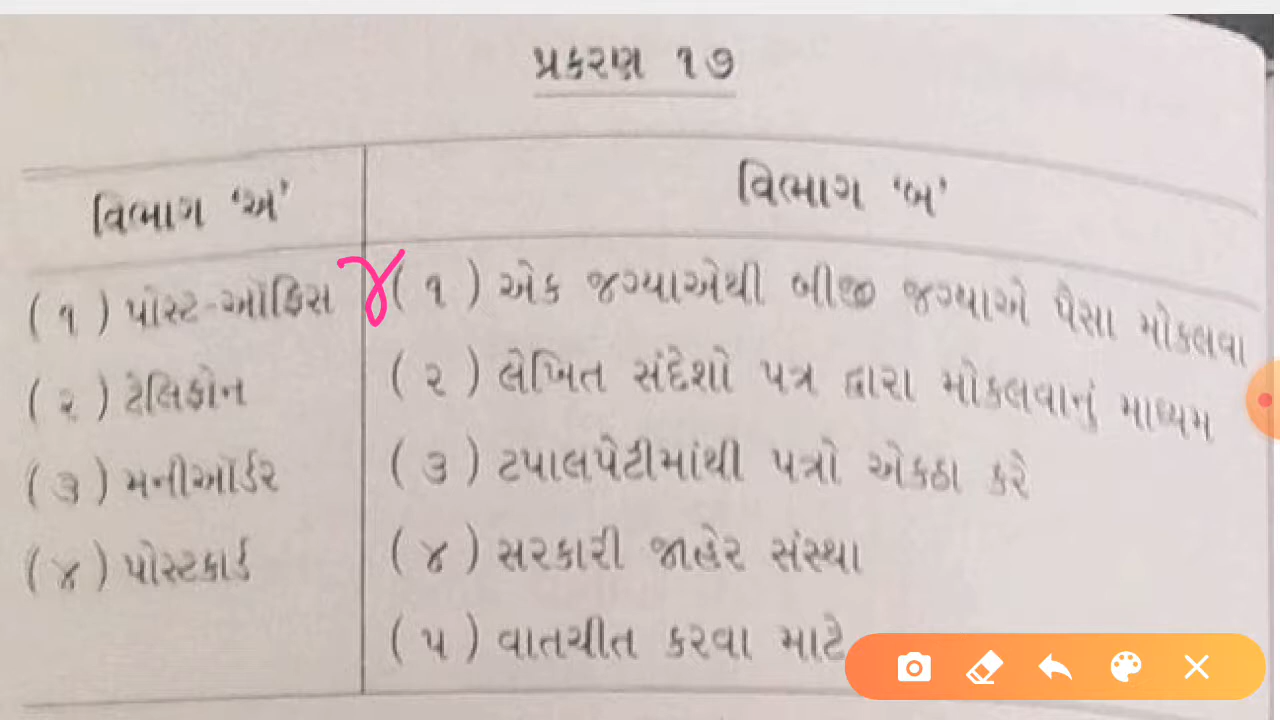 પ્રકરણ ૧૭
વિભાગ ‘અ’ વિભાગ ‘બ’
(૧) પોસ્ટ-ઑફિસ ૪ (૧) એક જગ્યાએથી બીજી જગ્યાએ પૈસા મોકલવા
(૨) ટેલિફોન (૨) લેખિત સંદેશો પત્ર દ્વારા મોકલવાનું માધ્યમ
(૩) મનીઑર્ડર (૩) ટપાલપેટીમાંથી પત્રો એકઠા કરે
(૪) પોસ્ટકાર્ડ (૪) સરકારી જાહેર સંસ્થા
(૫) વાતચીત કરવા માટે